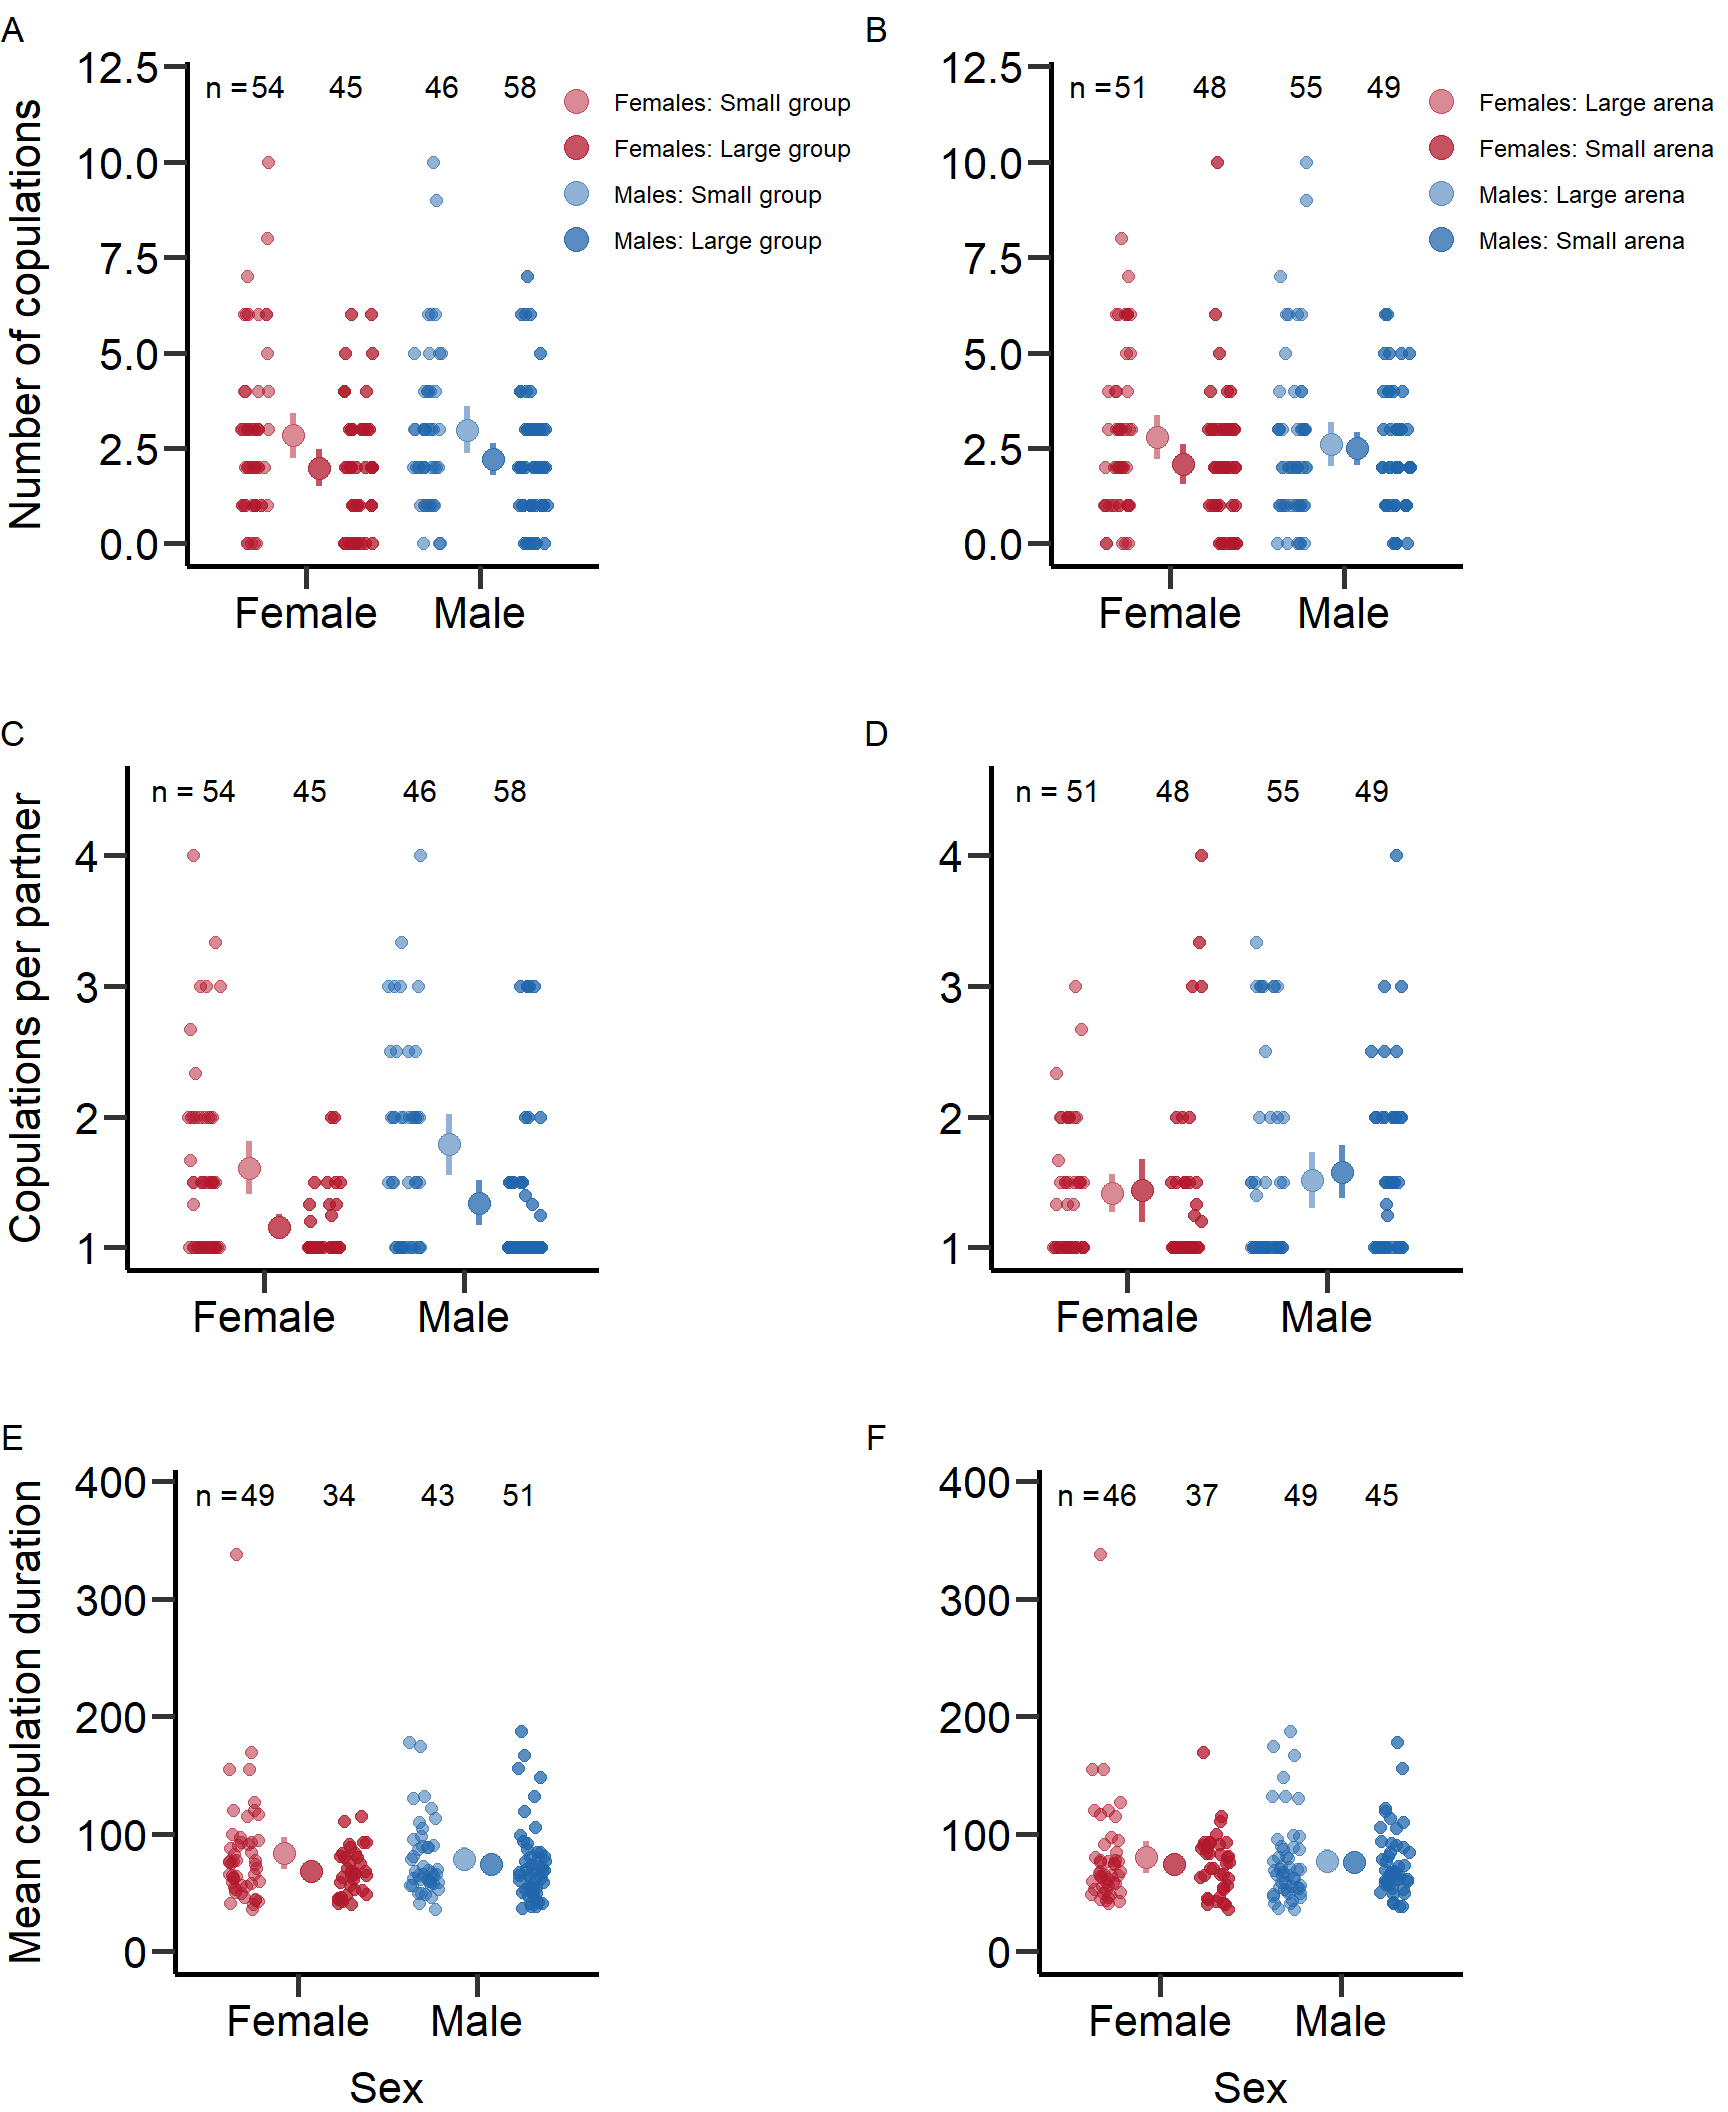 A
Number of copulations
12.5
10.0
7.5
5.0
2.5
0.0
n = 54 45 46 58
Females: Small group
Females: Large group
Males: Small group
Males: Large group
Female Male
B
12.5
10.0
7.5
5.0
2.5
0.0
n = 51 48 55 49
Females: Large arena
Females: Small arena
Males: Large arena
Males: Small arena
Female Male
C
Copulations per partner
4
3
2
1
n = 54 45 46 58
Female Male
D
4
3
2
1
n = 51 48 55 49
Female Male
E
Mean copulation duration
400
300
200
100
0
n = 49 34 43 51
Female Male
Sex
F
400
300
200
100
0
n = 46 37 49 45
Female Male
Sex